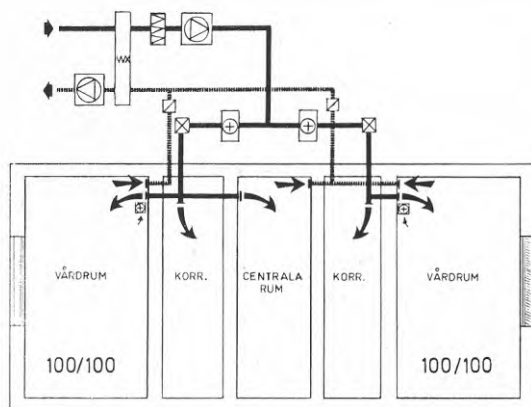 VX
VÅRDRUM
KORR.
CENTRALA
RUM
KORR.
VÅRDRUM
100/100
100/100